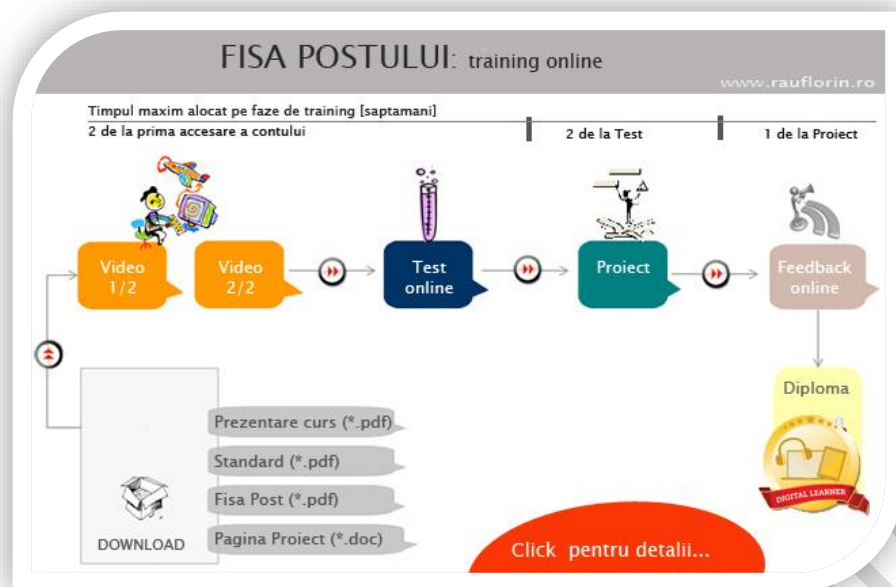 FISA POSTULUI: training online
www.rauflorin.ro
Timpul maxim alocat pe faze de training [saptamani]
2 de la prima accesare a contului
2 de la Test
1 de la Proiect
Video
1/2
Video
2/2
Test
online
Proiect
Feedback
online
Diploma
DIGITAL LEARNER
Prezentare curs (*.pdf)
Standard (*.pdf)
Fisa Post (*.pdf)
Pagina Proiect (*.doc)
DOWNLOAD
Click pentru detalii...